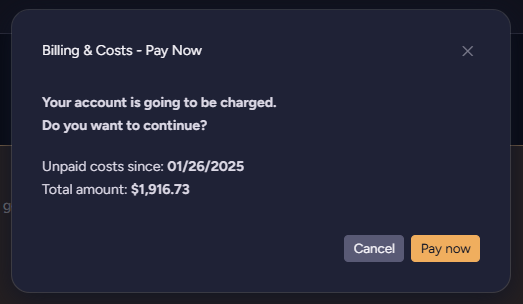 Billing & Costs - Pay Now
Your account is going to be charged.
Do you want to continue?
Unpaid costs since: 01/26/2025
Total amount: $1,916.73
g
Cancel Pay now